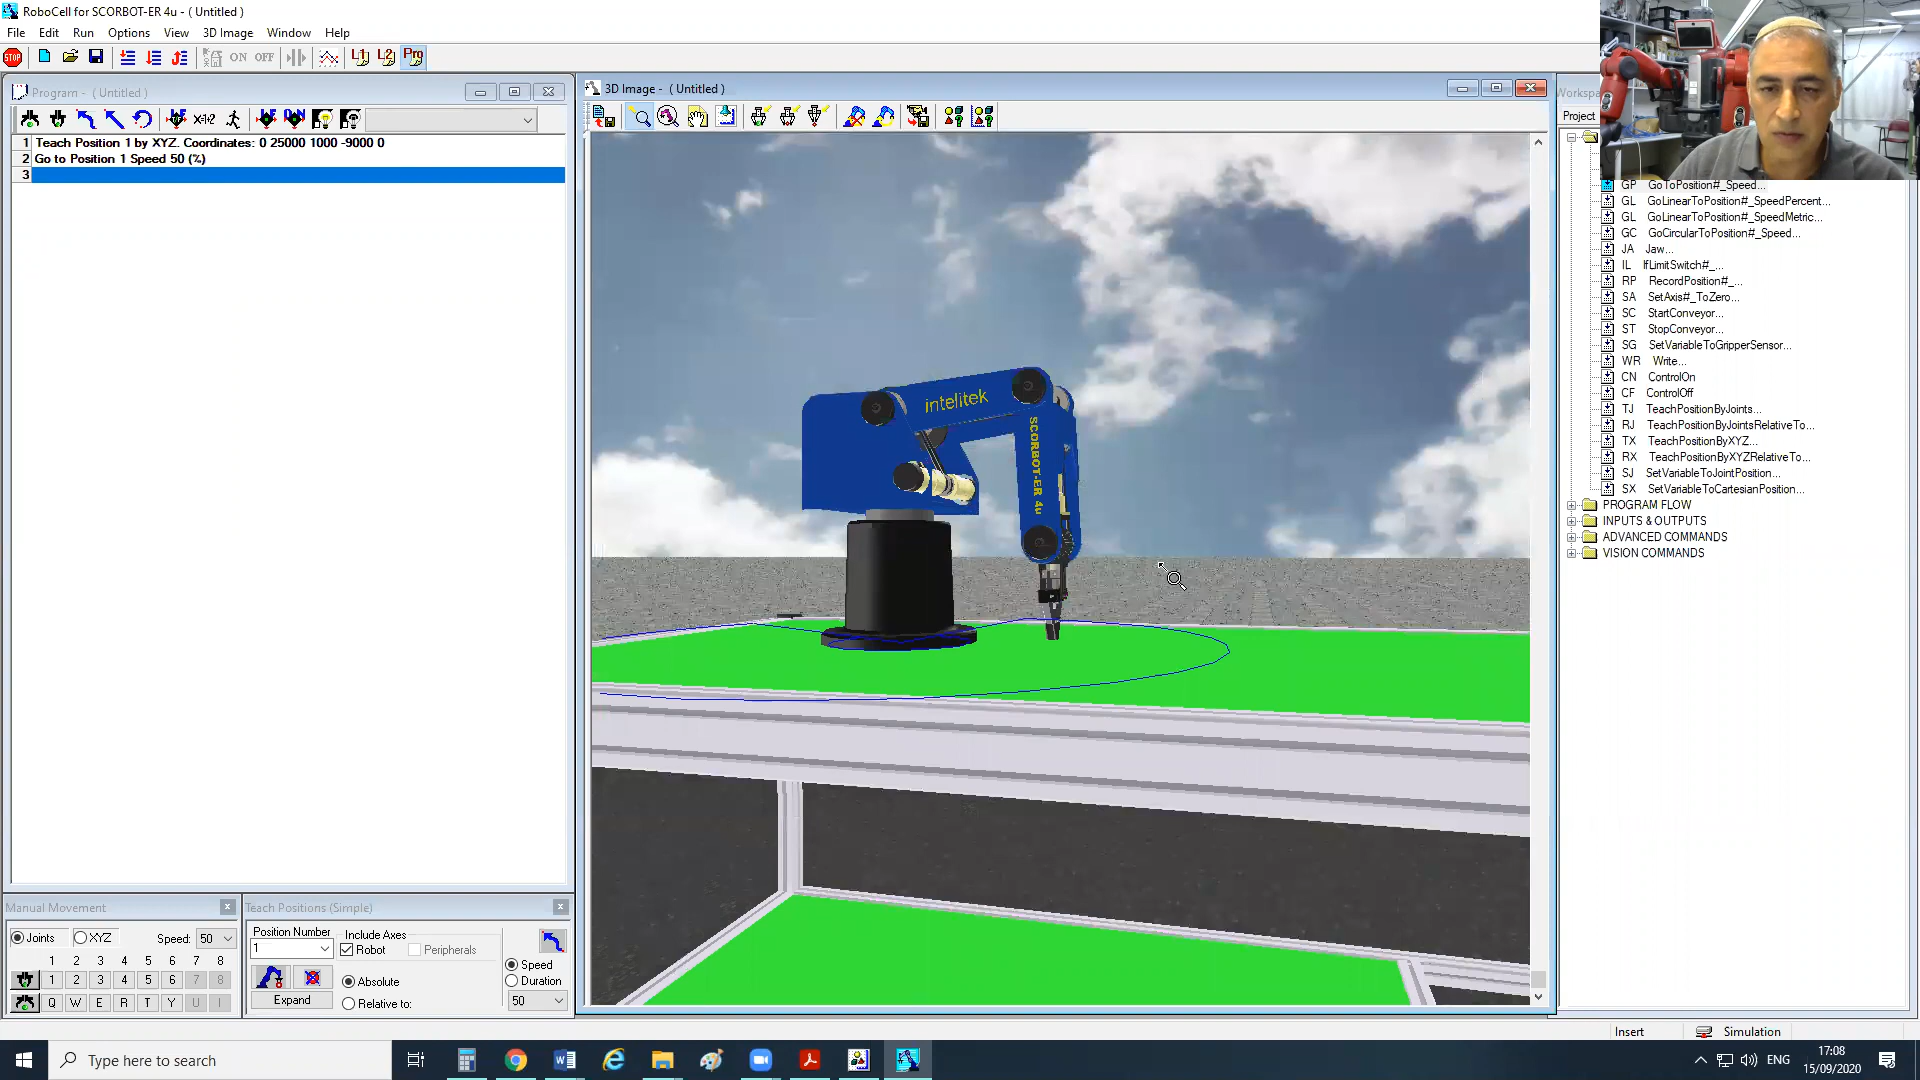 RoboCell for SCORBOT-ER 4u - ( Untitled )
File Edit Run Options View 3D Image Window Help
STOP ON OFF L1 L2 Prg
Program - ( Untitled )
1 Teach Position 1 by XYZ. Coordinates: 0 25000 1000 -9000 0
2 Go to Position 1 Speed 50 (%)
3
3D Image - ( Untitled )
intelitek
SCORBOT-ER 4u
Workspa
Project
GP GoToPosition#_Speed...
GL GoLinearToPosition#_SpeedPercent...
GL GoLinearToPosition#_SpeedMetric...
GC GoCircularToPosition#_Speed...
JA Jaw...
IL IfLimitSwitch#_...
RP RecordPosition#_...
SA SetAxis#_ToZero...
SC StartConveyor...
ST StopConveyor...
SG SetVariableToGripperSensor...
WR Write...
CN ControlOn
CF ControlOff
TJ TeachPositionByJoints...
RJ TeachPositionByJointsRelativeTo...
TX TeachPositionByXYZ...
RX TeachPositionByXYZRelativeTo...
SJ SetVariableToJointPosition...
SX SetVariableToCartesianPosition...
PROGRAM FLOW
INPUTS & OUTPUTS
ADVANCED COMMANDS
VISION COMMANDS
Manual Movement
Joints XYZ Speed: 50
1 2 3 4 5 6 7 8
1 2 3 4 5 6 7 8
Q W E R T Y U I
Teach Positions (Simple)
Position Number
1
Expand
Include Axes
Robot Peripherals
Absolute
Relative to:
Speed
Duration
50
Insert Simulation
Type here to search
ENG
17:08
15/09/2020